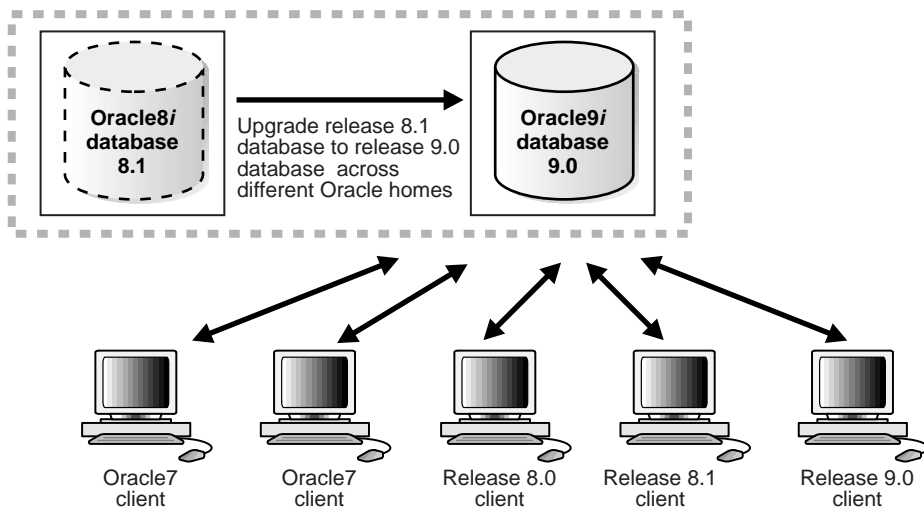 Oracle8i
database
8.1
Upgrade release 8.1
database to release 9.0
database across
different Oracle homes
Oracle9i
database
9.0
Oracle7
client
Oracle7
client
Release 8.0
client
Release 8.1
client
Release 9.0
client